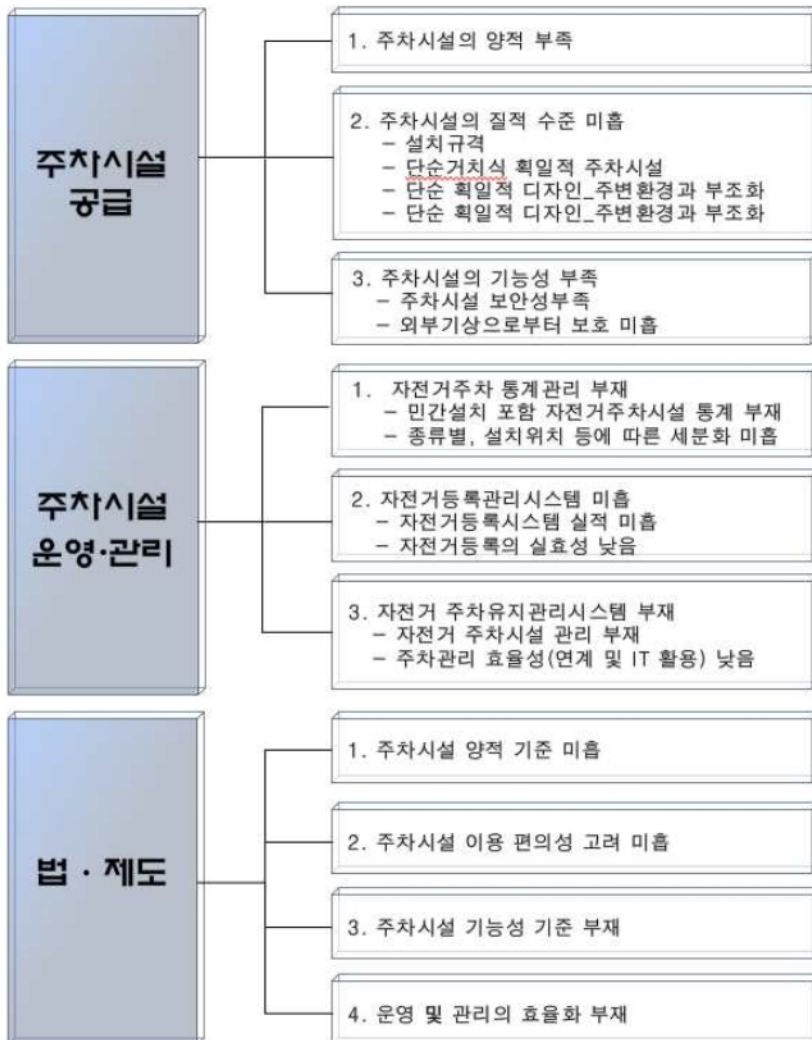 주차시설
공급
1. 주차시설의 양적 부족
2. 주차시설의 질적 수준 미흡
– 설치규격
– 단순거치식 획일적 주차시설
– 단순 획일적 디자인_주변환경과 부조화
– 단순 획일적 디자인_주변환경과 부조화
3. 주차시설의 기능성 부족
– 주차시설 보안성부족
– 외부기상으로부터 보호 미흡
주차시설
운영·관리
1. 자전거주차 통계관리 부재
– 민간설치 포함 자전거주차시설 통계 부재
– 종류별, 설치위치 등에 따른 세분화 미흡
2. 자전거등록관리시스템 미흡
– 자전거등록시스템 실적 미흡
– 자전거등록의 실효성 낮음
3. 자전거 주차유지관리시스템 부재
– 자전거 주차시설 관리 부재
– 주차관리 효율성(연계 및 IT 활용) 낮음
법 · 제도
1. 주차시설 양적 기준 미흡
2. 주차시설 이용 편의성 고려 미흡
3. 주차시설 기능성 기준 부재
4. 운영 및 관리의 효율화 부재